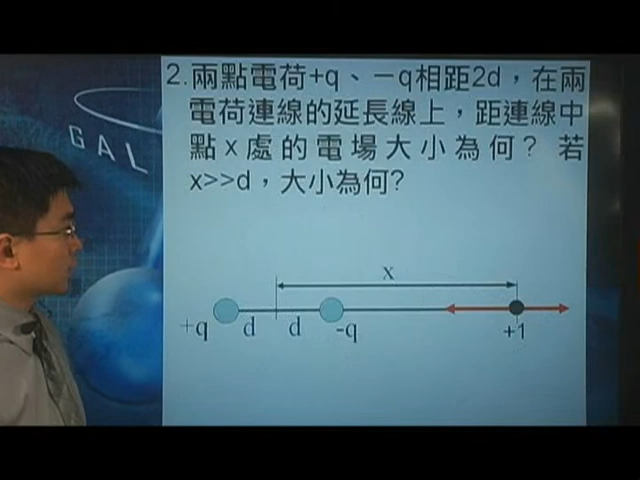 2.兩點電荷+q、－q相距2d，在兩
電荷連線的延長線上，距連線中
點x處的電場大小為何？若
x>>d，大小為何?
GAL
x
+q d d -q +1